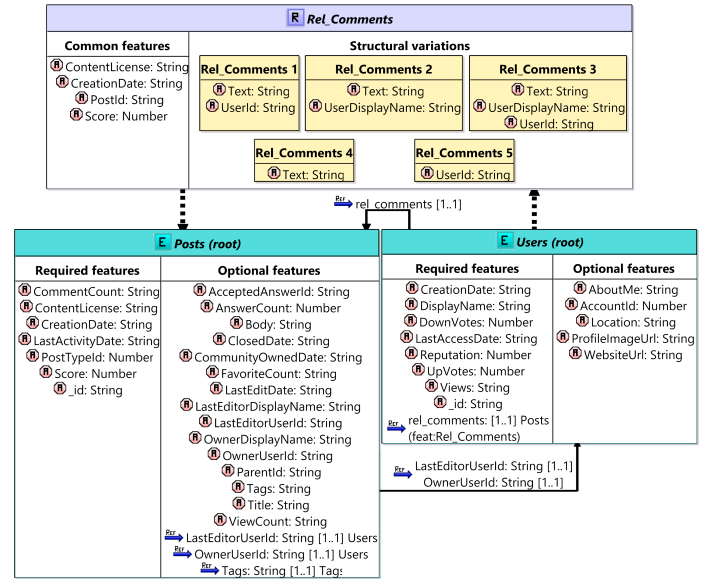 R Rel_Comments
Common features
ContentLicense: String
CreationDate: String
PostId: String
Score: Number
Structural variations
Rel_Comments 1
Text: String
UserId: String
Rel_Comments 2
Text: String
UserDisplayName: String
Rel_Comments 3
Text: String
UserDisplayName: String
UserId: String
Rel_Comments 4
Text: String
Rel_Comments 5
UserId: String
REF rel_comments [1..1]
E Posts (root)
Required features
CommentCount: String
ContentLicense: String
CreationDate: String
LastActivityDate: String
PostTypeId: Number
Score: Number
_id: String
Optional features
AcceptedAnswerId: String
AnswerCount: Number
Body: String
ClosedDate: String
CommunityOwnedDate: String
FavoriteCount: String
LastEditDate: String
LastEditorDisplayName: String
LastEditorUserId: String
OwnerDisplayName: String
OwnerUserId: String
ParentId: String
Tags: String
Title: String
ViewCount: String
REF LastEditorUserId: String [1..1] Users
REF OwnerUserId: String [1..1] Users
REF Tags: String [1..1] Tags
E Users (root)
Required features
CreationDate: String
DisplayName: String
DownVotes: Number
LastAccessDate: String
Reputation: Number
UpVotes: Number
Views: String
_id: String
REF rel_comments: [1..1] Posts
(feat:Rel_Comments)
Optional features
AboutMe: String
AccountId: Number
Location: String
ProfileImageUrl: String
WebsiteUrl: String
REF LastEditorUserId: String [1..1]
OwnerUserId: String [1..1]